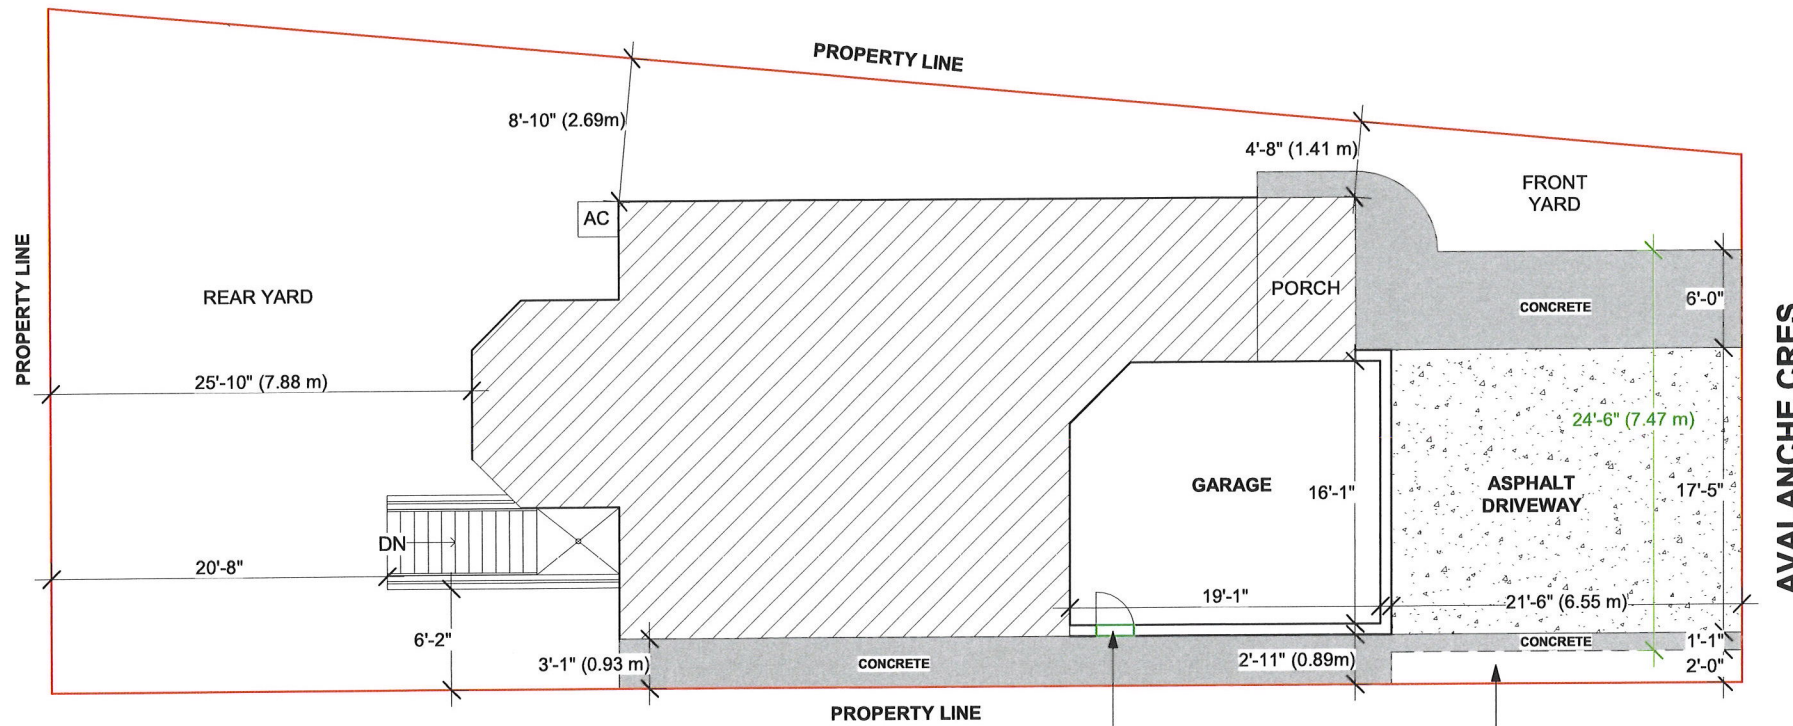 PROPERTY LINE
8'-10" (2.69m)
4'-8" (1.41 m)
FRONT
YARD
AC
PROPERTY LINE
REAR YARD
PORCH
CONCRETE
6'-0"
25'-10" (7.88 m)
24'-6" (7.47 m)
GARAGE
16'-1"
ASPHALT
DRIVEWAY
17'-5"
AVALANCHE CRES
DN
20'-8"
19'-1"
21'-6" (6.55 m)
6'-2"
3'-1" (0.93 m)
CONCRETE
2'-11" (0.89m)
CONCRETE
1'-1"
2'-0"
PROPERTY LINE